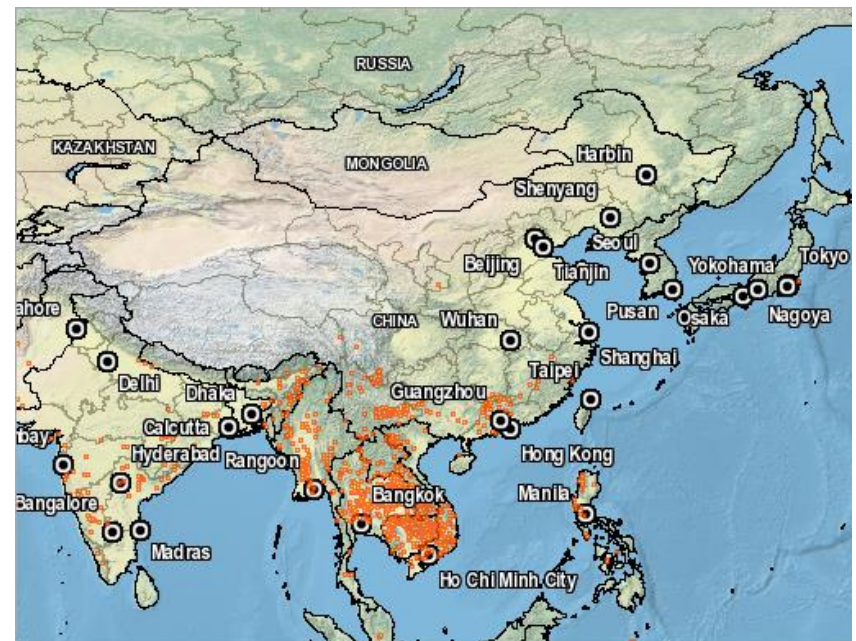 RUSSIA
KAZAKHSTAN
MONGOLIA
Harbin
Shenyang
Beijing
Tianjin
Seoul
Yokohama
Tokyo
Pusan
Osaka
Nagoya
ahore
CHINA
Wuhan
Shanghai
Taipei
Delhi
Dhaka
Guangzhou
Calcutta
bay
Hyderabad
Rangoon
Hong Kong
Bangalore
Bangkok
Manila
Madras
Ho Chi Minh City